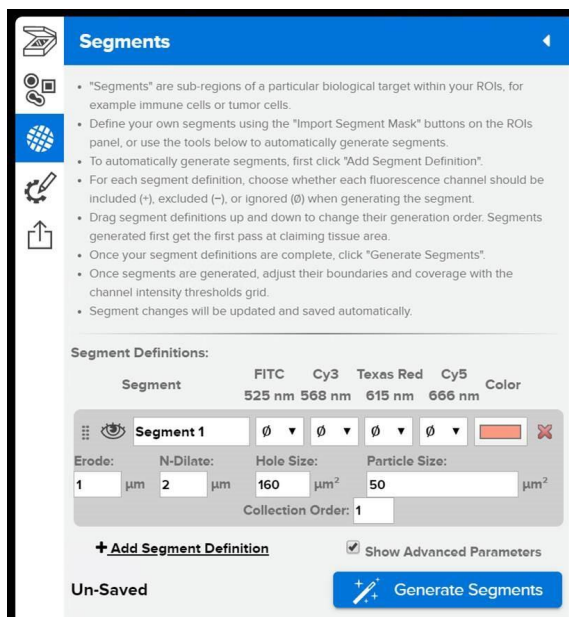 Segments
• "Segments" are sub-regions of a particular biological target within your ROIs, for
example immune cells or tumor cells.
• Define your own segments using the "Import Segment Mask" buttons on the ROIs
panel, or use the tools below to automatically generate segments.
• To automatically generate segments, first click "Add Segment Definition".
• For each segment definition, choose whether each fluorescence channel should be
included (+), excluded (−), or ignored (Ø) when generating the segment.
• Drag segment definitions up and down to change their generation order. Segments
generated first get the first pass at claiming tissue area.
• Once your segment definitions are complete, click "Generate Segments".
• Once segments are generated, adjust their boundaries and coverage with the
channel intensity thresholds grid.
• Segment changes will be updated and saved automatically.
Segment Definitions:
Segment FITC Cy3 Texas Red Cy5 Color
525 nm 568 nm 615 nm 666 nm
Segment 1 Ø ▼ Ø ▼ Ø ▼ Ø ▼
Erode: N-Dilate: Hole Size: Particle Size:
1 μm 2 μm 160 μm² 50 μm²
Collection Order: 1
+ Add Segment Definition Show Advanced Parameters
Un-Saved Generate Segments